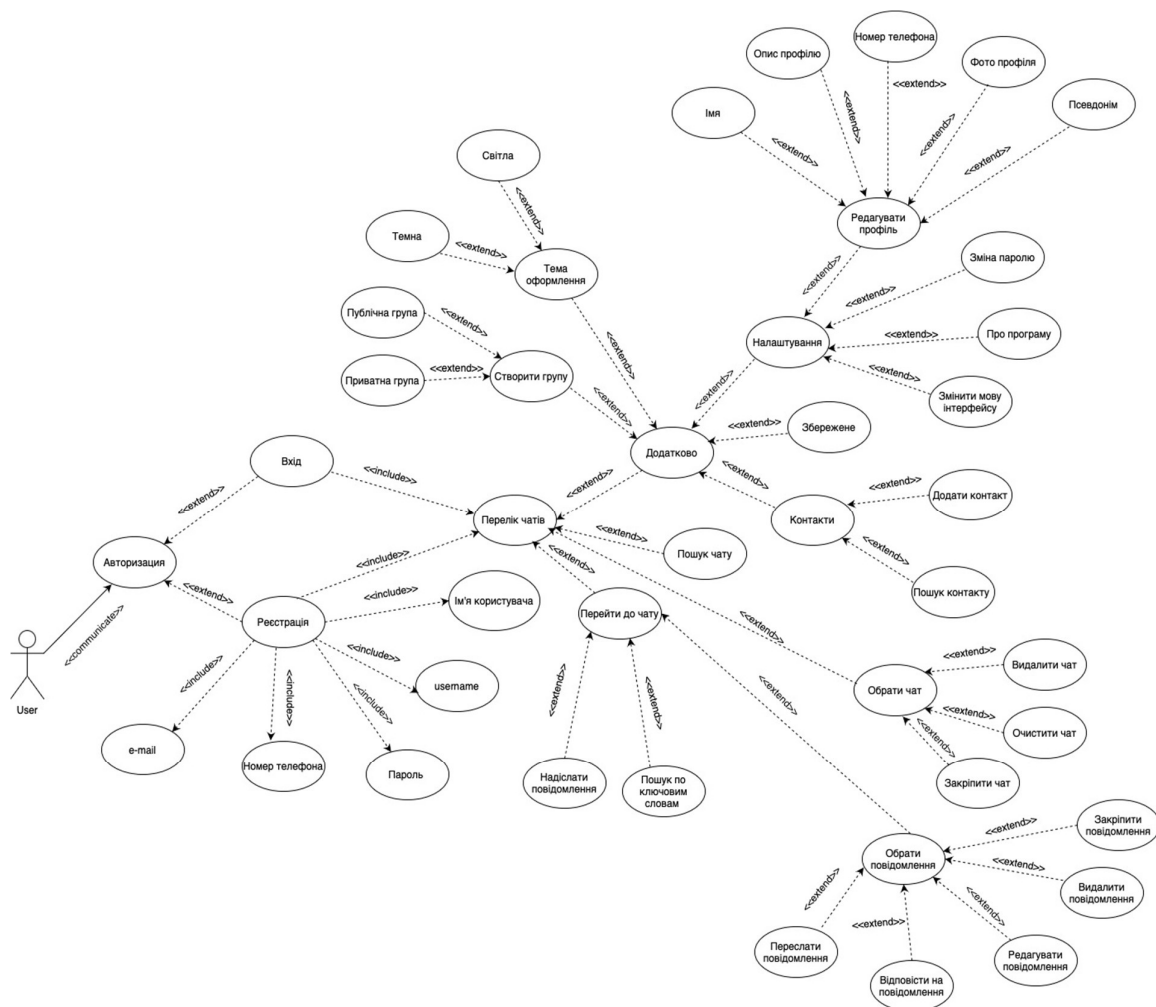 Номер телефона
Опис профілю
Фото профіля
<<extend>>
Імя
<<extend>>
<<extend>>
Псевдонім
<<extend>>
<<extend>>
Світла
<<extend>>
Редагувати
профіль
Темна
<<extend>>
Тема
оформлення
<<extend>>
Зміна паролю
<<extend>>
Публічна група
<<extend>>
<<extend>>
Налаштування
<<extend>>
Про програму
Приватна група
<<extend>>
Створити групу
<<extend>>
<<extend>>
<<extend>>
Змінити мову
інтерфейсу
<<extend>>
Збережене
Додатково
Вхід
<<include>>
<<extend>>
<<extend>>
<<extend>>
Додати контакт
<<extend>>
Перелік чатів
Контакти
<<extend>>
Пошук чату
<<extend>>
Авторизация
<<include>>
<<extend>>
Пошук контакту
<<extend>>
<<include>>
Ім'я користувача
Перейти до чату
Реєстрація
<<communicate>>
<<include>>
<<extend>>
User
<<include>>
<<include>>
<<include>>
username
<<extend>>
<<extend>>
<<extend>>
<<extend>>
Видалити чат
Обрати чат
<<extend>>
Очистити чат
<<extend>>
e-mail
Номер телефона
Пароль
Надіслати
повідомлення
Пошук по
ключовим
словам
Закріпити чат
<<extend>>
Закріпити
повідомлення
Обрати
повідомлення
<<extend>>
Видалити
повідомлення
<<extend>>
<<extend>>
<<extend>>
Переслати
повідомлення
Редагувати
повідомлення
Відповісти на
повідомлення